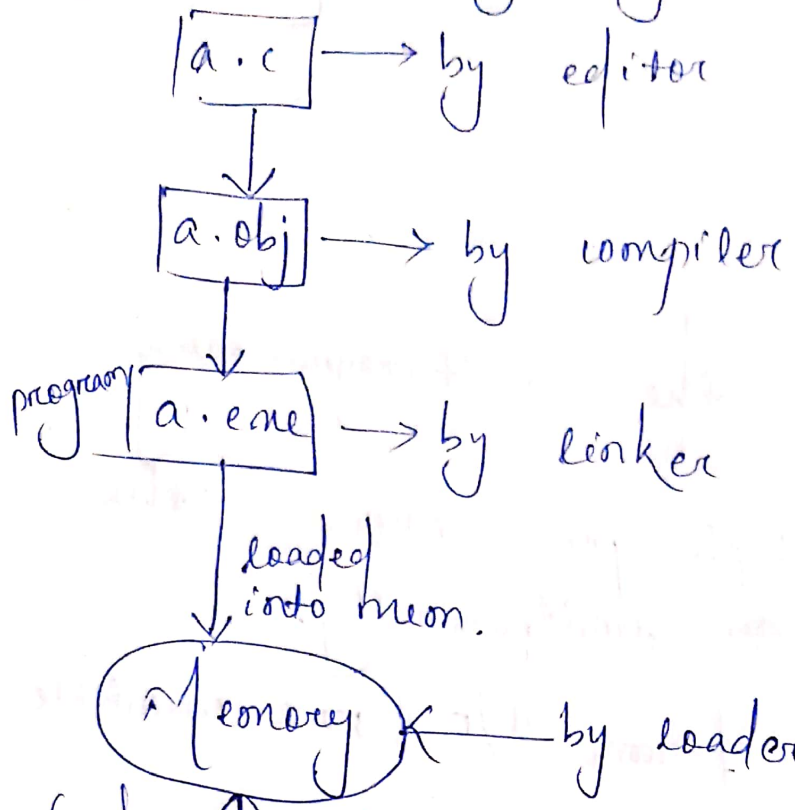 a.c → by editor
a.obj → by compiler
program a.exe → by linker
loaded
into mem.
Memory ← by loader